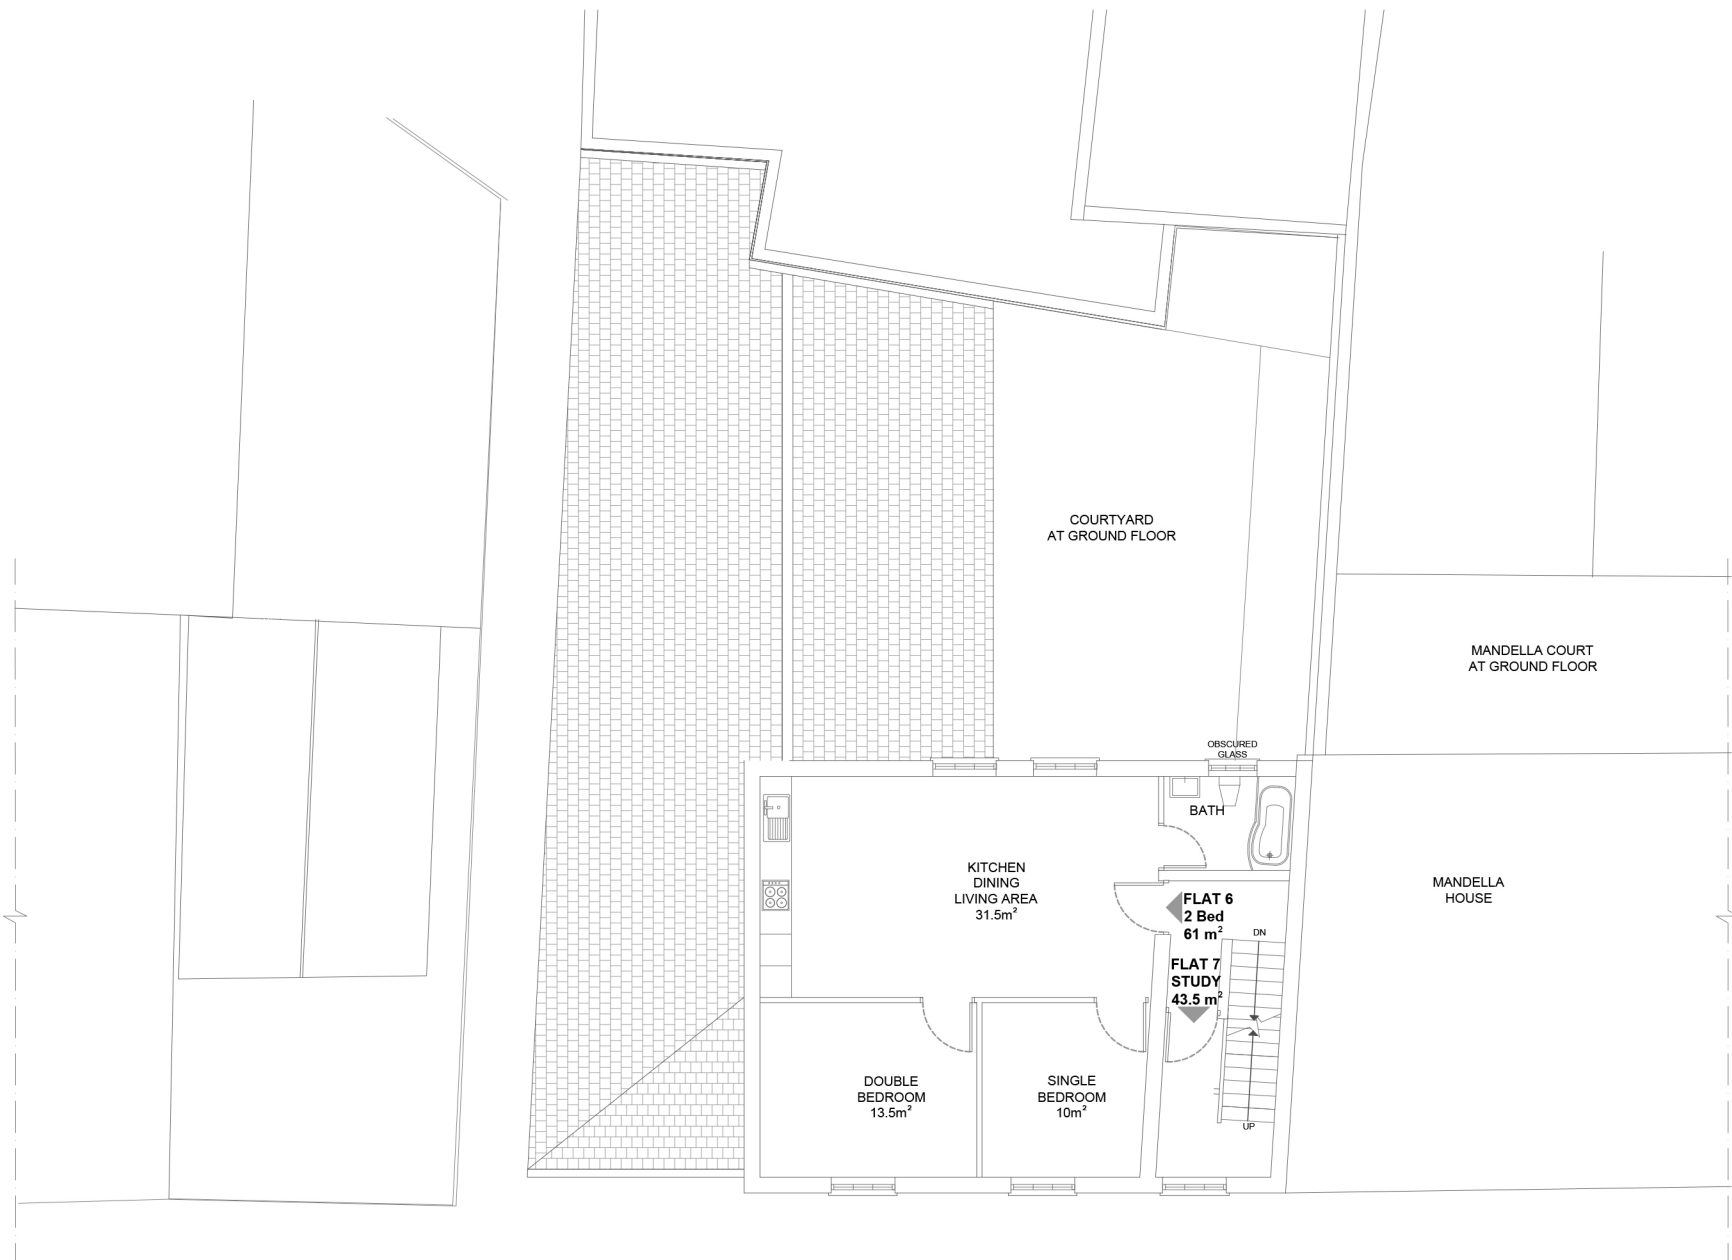 COURTYARD
AT GROUND FLOOR
MANDELLA COURT
AT GROUND FLOOR
OBSCURED
GLASS
BATH
KITCHEN
DINING
LIVING AREA
31.5m²
MANDELLA
HOUSE
FLAT 6
2 Bed
61 m²
DN
FLAT 7
STUDY
43.5 m²
DOUBLE
BEDROOM
13.5m²
SINGLE
BEDROOM
10m²
UP